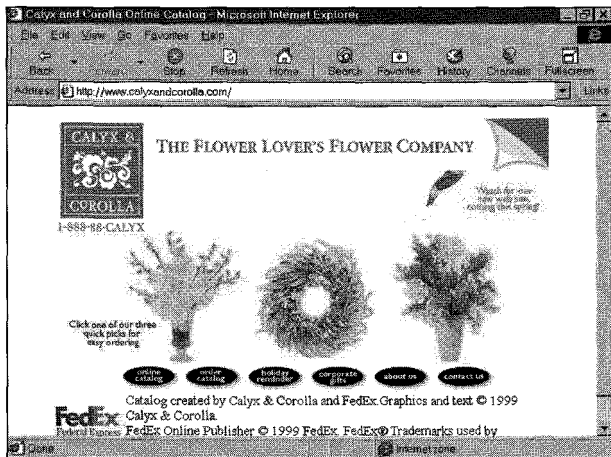 Calyx and Corolla Online Catalog - Microsoft Internet Explorer
File Edit View Go Favorites Help
Back Stop Refresh Home Search Favorites History Channels Fullscreen
Address http://www.calyxandcorolla.com/ Links
CALYX &
COROLLA
THE FLOWER LOVER'S FLOWER COMPANY
Watch for our
new web site,
coming this spring!
1-888-88-CALYX
Click one of our three
quick picks for
easy ordering
online catalog
order catalog
holiday reminder
corporate gifts
about us
contact us
Catalog created by Calyx & Corolla and FedEx.Graphics and text © 1999
Calyx & Corolla.
FedEx
Federal Express
FedEx Online Publisher © 1999 FedEx. FedEx® Trademarks used by
Done Internet zone